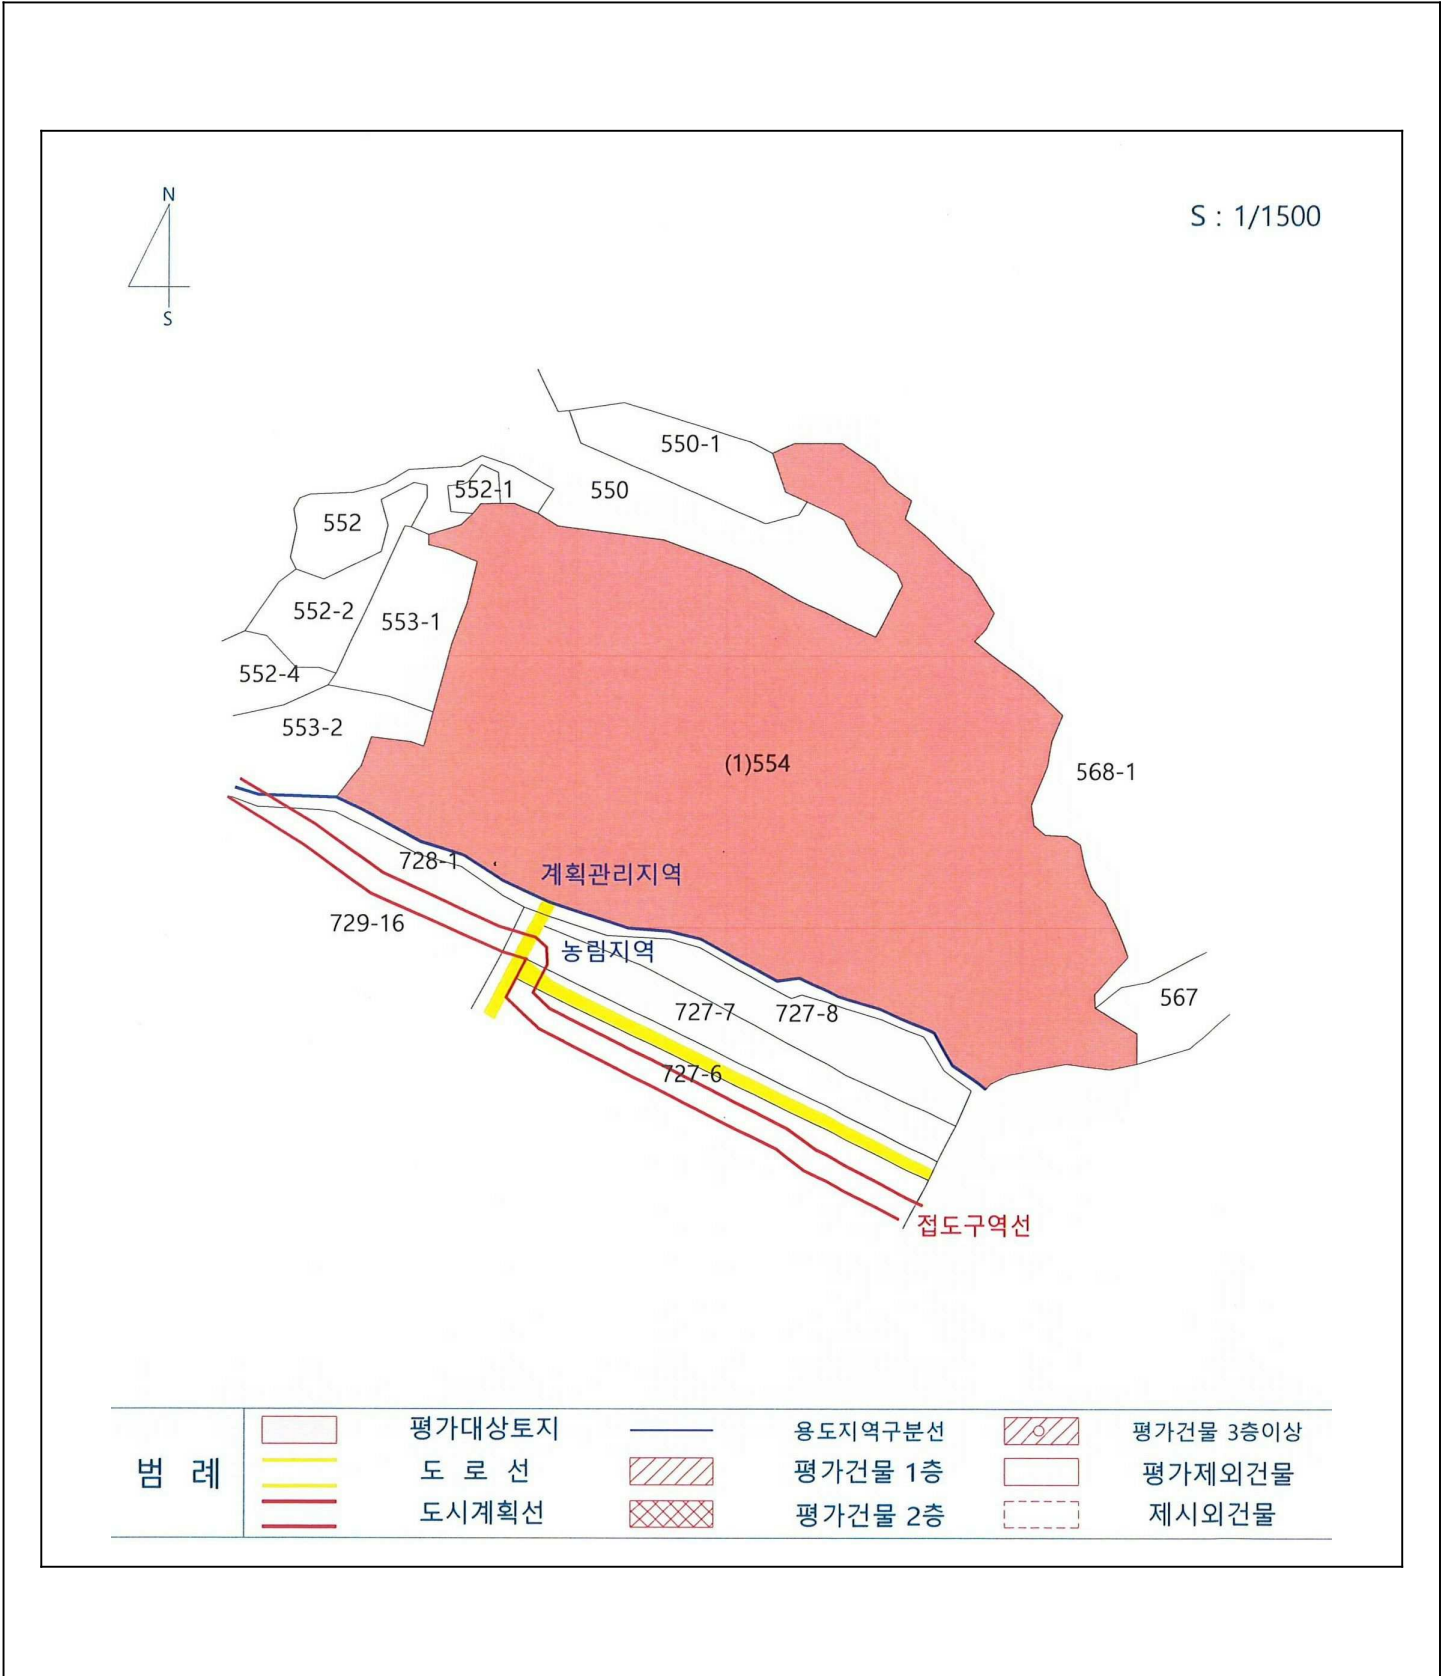 N
S : 1/1500
S
550-1
552-1
550
552
552-2
553-1
552-4
553-2
(1)554
568-1
728-1
계획관리지역
729-16
농림지역
567
727-7
727-8
727-6
접도구역선
범 례
평가대상토지
용도지역구분선
평가건물 3층이상
도 로 선
평가건물 1층
평가제외건물
도시계획선
평가건물 2층
제시외건물